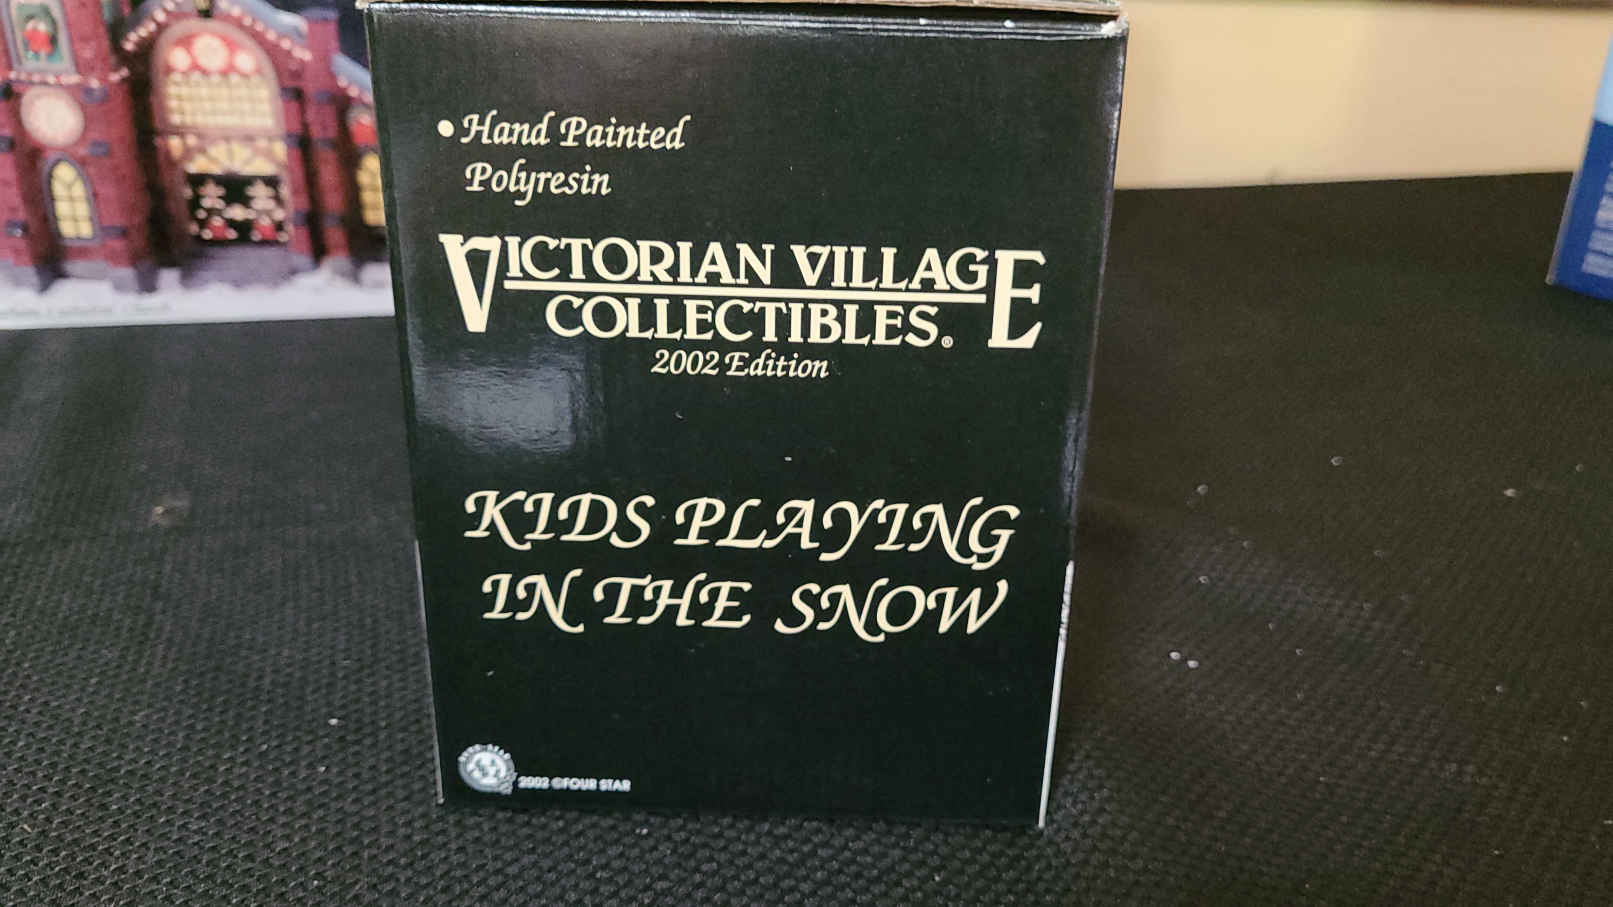 • Hand Painted
Polyresin
VICTORIAN VILLAGE
COLLECTIBLES®
2002 Edition
KIDS PLAYING
IN THE SNOW
2002 ©FOUR STAR